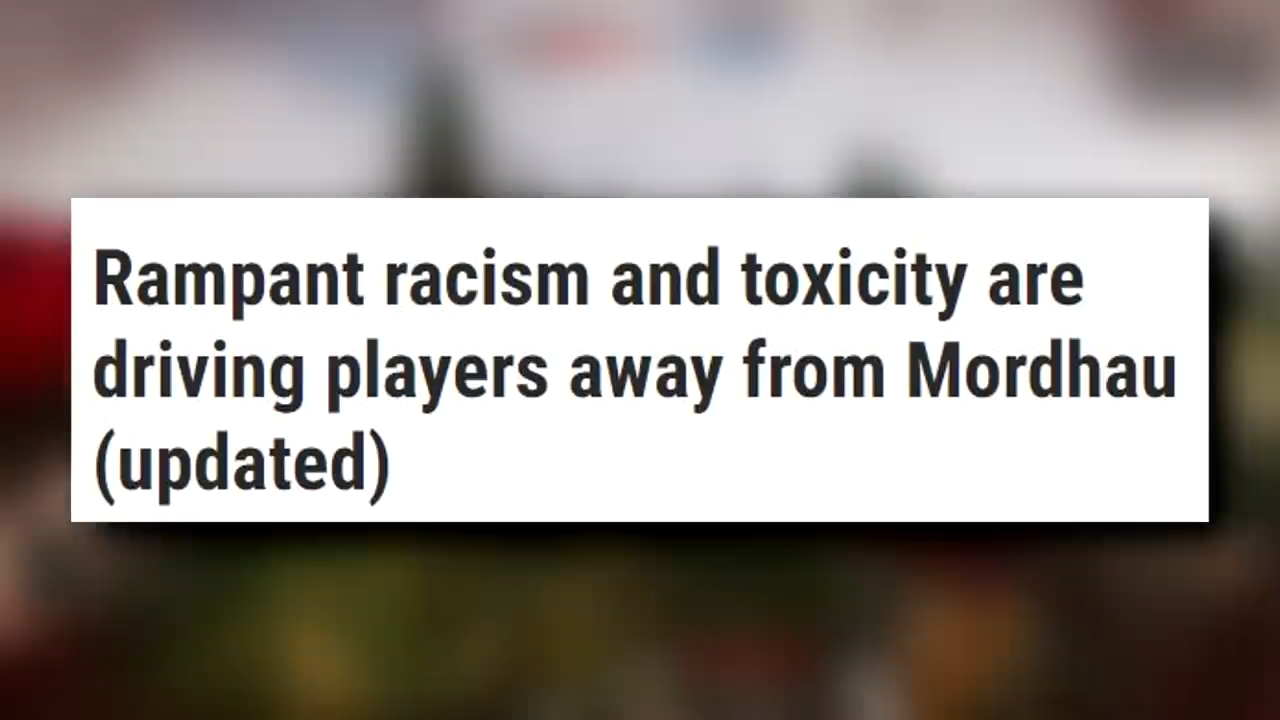 Rampant racism and toxicity are
driving players away from Mordhau
(updated)